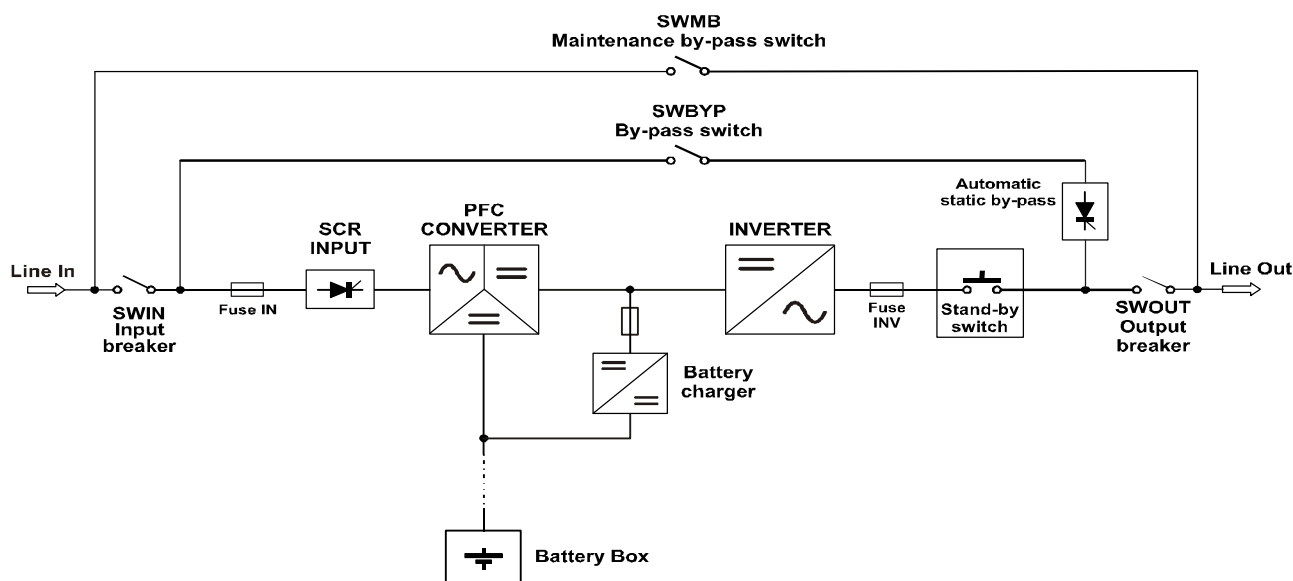 SWMB
Maintenance by-pass switch
SWBYP
By-pass switch
Automatic
static by-pass
PFC
CONVERTER
SCR
INPUT
INVERTER
Line In
Line Out
Fuse IN
SWIN
Input
breaker
Fuse
INV
Stand-by
switch
SWOUT
Output
breaker
Battery
charger
Battery Box